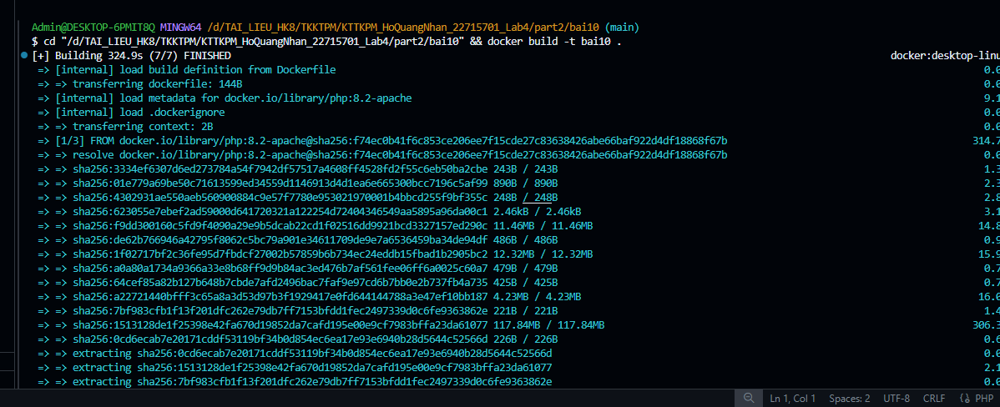 Admin@DESKTOP-6PMIT8Q MINGW64 /d/TAI_LIEU_HK8/TKKTPM/KTTKPM_HoQuangNhan_22715701_Lab4/part2/bai10 (main)
$ cd "/d/TAI_LIEU_HK8/TKKTPM/KTTKPM_HoQuangNhan_22715701_Lab4/part2/bai10" && docker build -t bai10 .
[+] Building 324.9s (7/7) FINISHED docker:desktop-linu
=> [internal] load build definition from Dockerfile 0.0
=> => transferring dockerfile: 144B 0.0
=> [internal] load metadata for docker.io/library/php:8.2-apache 9.1
=> [internal] load .dockerignore 0.0
=> => transferring context: 2B 0.0
=> [1/3] FROM docker.io/library/php:8.2-apache@sha256:f74ec0b41f6c853ce206ee7f15cde27c83638426abe66baf922d4df18868f67b 314.7
=> => resolve docker.io/library/php:8.2-apache@sha256:f74ec0b41f6c853ce206ee7f15cde27c83638426abe66baf922d4df18868f67b 0.0
=> => sha256:3334ef6307d6ed273784a54f7942df57517a4608ff4528fd2f55c6eb50ba2cbe 243B / 243B 1.3
=> => sha256:01e779a69be50c71613599ed34559d1146913d4d1ea6e665300bcc7196c5af99 890B / 890B 2.3
=> => sha256:4302931ae550aeb560900884c9e57f7780e953021970001b4bbcd255f9bf355c 248B / 248B 2.8
=> => sha256:623055e7ebef2ad59000d641720321a122254d72404346549aa5895a96da00c1 2.46kB / 2.46kB 3.1
=> => sha256:f9dd300160c5fd9f4090a29e9b5dcab22cd1f02516dd9921bcd3327157ed290c 11.46MB / 11.46MB 14.8
=> => sha256:de62b766946a42795f8062c5bc79a901e34611709de9e7a6536459ba34de94df 486B / 486B 0.9
=> => sha256:1f02717bf2c36fe95d7fbdcf27002b57859b6b734ec24eddb15fbad1b2905bc2 12.32MB / 12.32MB 15.9
=> => sha256:a0a80a1734a9366a33e8b68ff9d9b84ac3ed476b7af561fee06ff6a0025c60a7 479B / 479B 0.7
=> => sha256:64cef85a82b127b648b7cbde7afd2496bac7faf9e97cd6b7bb0e2b737fb4a735 425B / 425B 0.7
=> => sha256:a22721440bfff3c65a8a3d53d97b3f1929417e0fd644144788a3e47ef10bb187 4.23MB / 4.23MB 16.0
=> => sha256:7bf983cfb1f13f201dfc262e79db7ff7153bfdd1fec2497339d0c6fe9363862e 221B / 221B 1.4
=> => sha256:1513128de1f25398e42fa670d19852da7cafd195e00e9cf7983bffa23da61077 117.84MB / 117.84MB 306.3
=> => sha256:0cd6ecab7e20171cddf53119bf34b0d854ec6ea17e93e6940b28d5644c52566d 226B / 226B 0.6
=> => extracting sha256:0cd6ecab7e20171cddf53119bf34b0d854ec6ea17e93e6940b28d5644c52566d 0.0
=> => extracting sha256:1513128de1f25398e42fa670d19852da7cafd195e00e9cf7983bffa23da61077 2.1
=> => extracting sha256:7bf983cfb1f13f201dfc262e79db7ff7153bfdd1fec2497339d0c6fe9363862e 0.0
Ln 1, Col 1 Spaces: 2 UTF-8 CRLF PHP